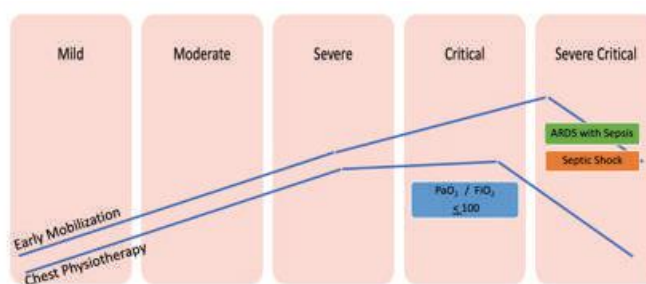 Mild
Moderate
Severe
Critical
Severe Critical
ARDS with Sepsis
Septic Shock
PaO₂ / FiO₂
≤100
Early Mobilization
Chest Physiotherapy